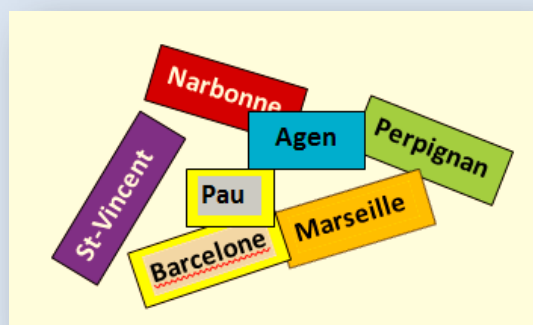 Narbonne
Agen
Perpignan
St-Vincent
Pau
Marseille
Barcelone